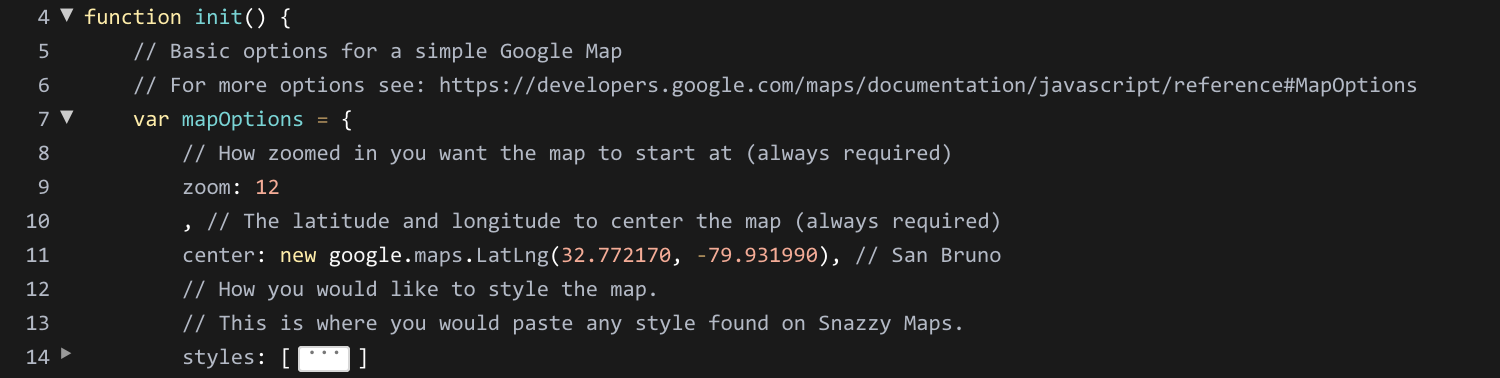 4 function init() {
5 // Basic options for a simple Google Map
6 // For more options see: https://developers.google.com/maps/documentation/javascript/reference#MapOptions
7 var mapOptions = {
8 // How zoomed in you want the map to start at (always required)
9 zoom: 12
10 , // The latitude and longitude to center the map (always required)
11 center: new google.maps.LatLng(32.772170, -79.931990), // San Bruno
12 // How you would like to style the map.
13 // This is where you would paste any style found on Snazzy Maps.
14 styles: [ ... ]